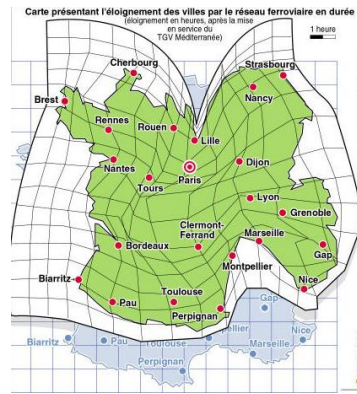 Carte présentant l'éloignement des villes par le réseau ferroviaire en durée
(éloignement en heures, après la mise
en service du
TGV Méditerranée)
1 heure
Cherbourg
Strasbourg
Brest
Nancy
Rennes
Rouen
Lille
Nantes
Paris
Dijon
Tours
Lyon
Grenoble
Clermont-
Ferrand
Marseille
Bordeaux
Gap
Montpellier
Biarritz
Toulouse
Nice
Pau
Perpignan
Gap
Biarritz
Pau
Toulouse
pellier
Nice
Marseille
Perpignan